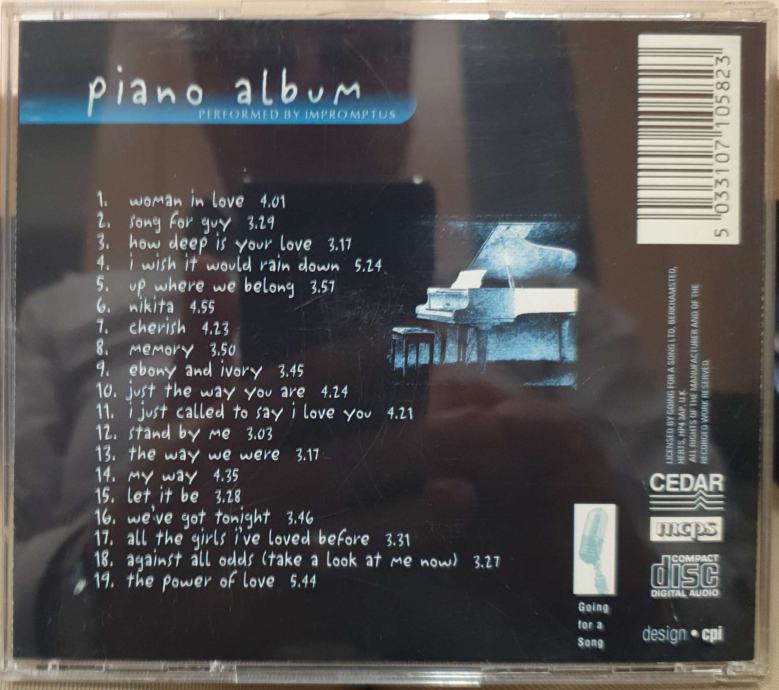 piano album
PERFORMED BY IMPROMPTUS
1. woman in love 4.01
2. song for guy 3.29
3. how deep is your love 3.17
4. i wish it would rain down 5.24
5. up where we belong 3.57
6. nikita 4.55
7. cherish 4.23
8. memory 3.50
9. ebony and ivory 3.45
10. just the way you are 4.24
11. i just called to say i love you 4.21
12. stand by me 3.03
13. the way we were 3.17
14. my way 4.35
15. let it be 3.28
16. we've got tonight 3.46
17. all the girls i've loved before 3.31
18. against all odds (take a look at me now) 3.27
19. the power of love 5.44
5 033107 105823
LICENSED BY GOING FOR A SONG LTD, BERKHAMSTED,
HERTS, HP4 3AP, U.K.
ALL RIGHTS OF THE MANUFACTURER AND OF THE
RECORDED WORK RESERVED.
CEDAR
mcps
COMPACT
disc
DIGITAL AUDIO
Going
for a
Song
design • cpi